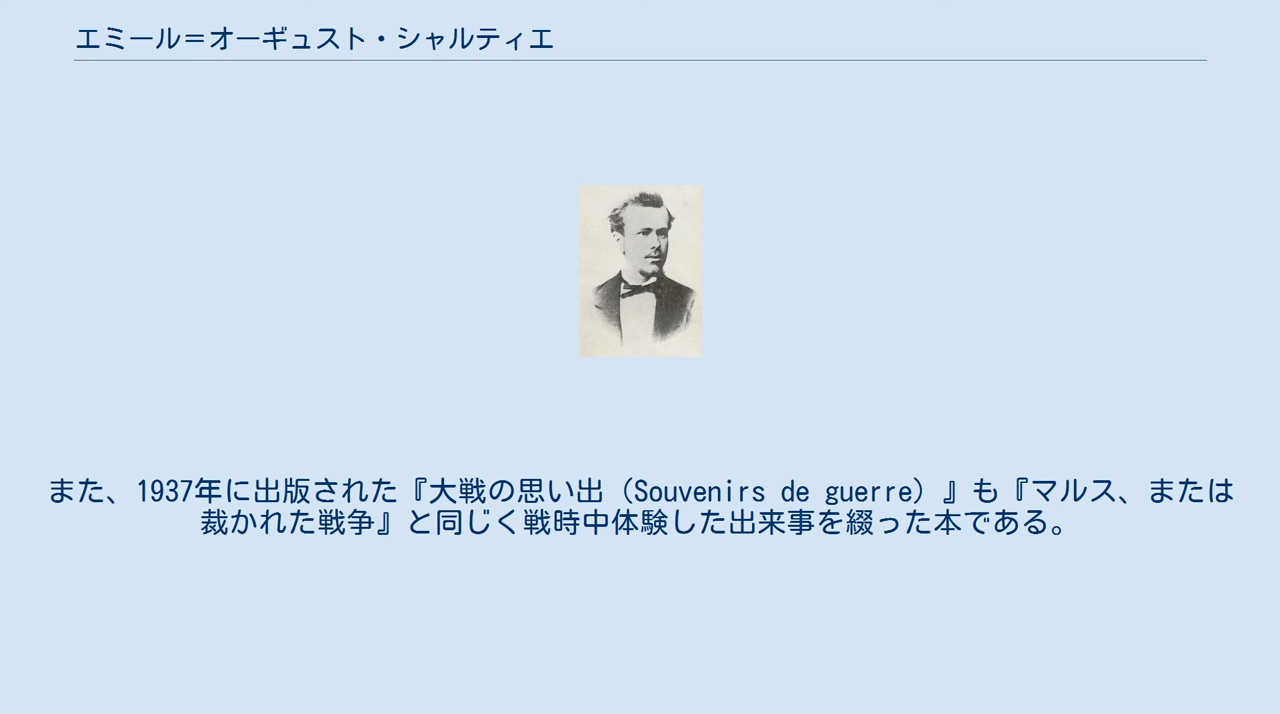 エミール＝オーギュスト・シャルティエ
また、1937年に出版された『大戦の思い出（Souvenirs de guerre）』も『マルス、または
裁かれた戦争』と同じく戦時中体験した出来事を綴った本である。